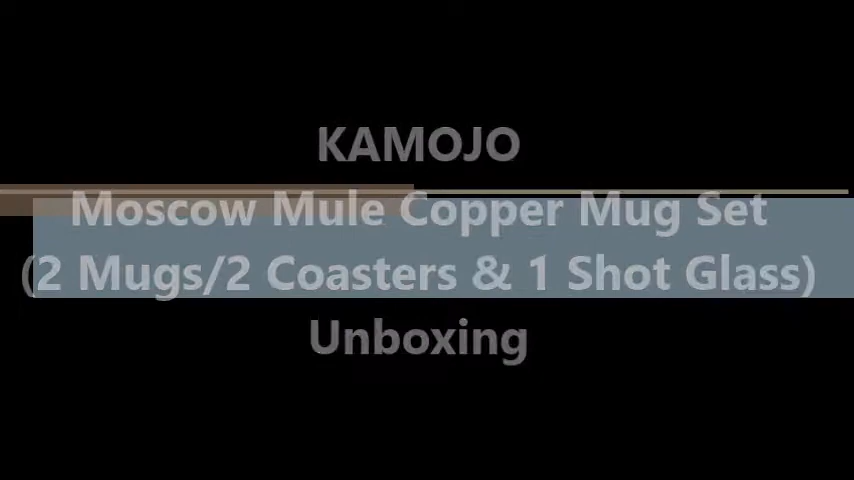 KAMOJO
Moscow Mule Copper Mug Set
(2 Mugs/2 Coasters & 1 Shot Glass)
Unboxing